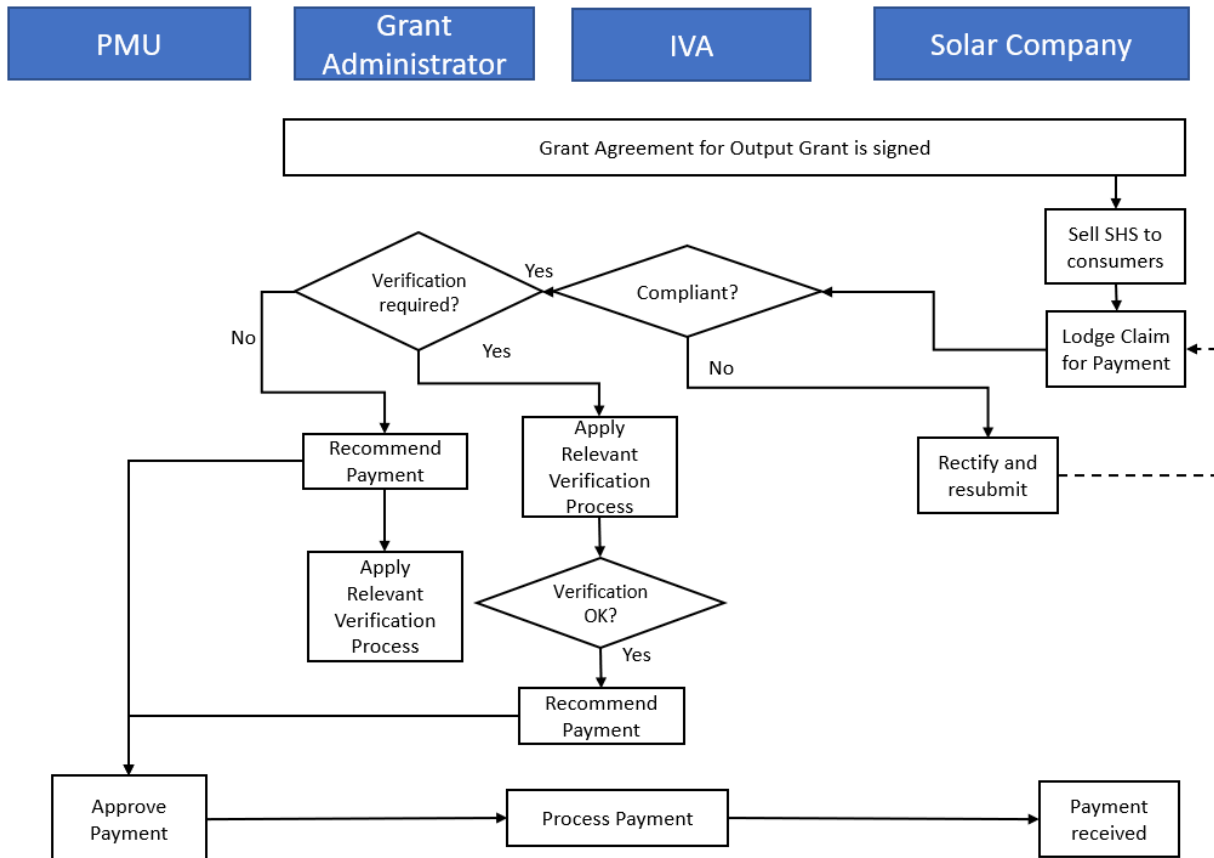 PMU
Grant
Administrator
IVA
Solar Company
Grant Agreement for Output Grant is signed
Sell SHS to
consumers
Verification
required?
Yes
Compliant?
Lodge Claim
for Payment
No
Yes
No
Recommend
Payment
Apply
Relevant
Verification
Process
Rectify and
resubmit
Apply
Relevant
Verification
Process
Verification
OK?
Yes
Recommend
Payment
Approve
Payment
Process Payment
Payment
received